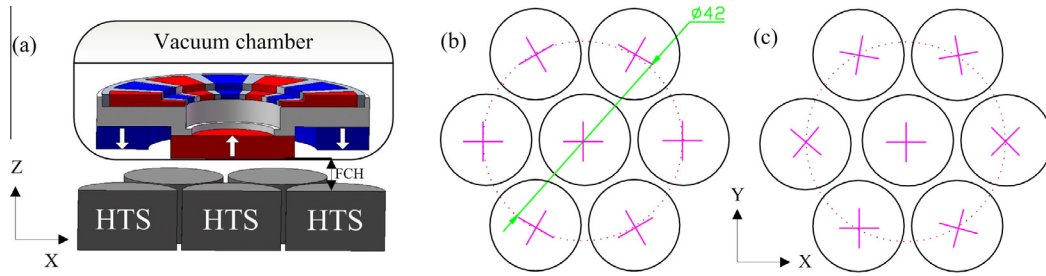 (a)
Vacuum chamber
FCH
Z
HTS HTS HTS
X
(b)
ø42
(c)
Y
X